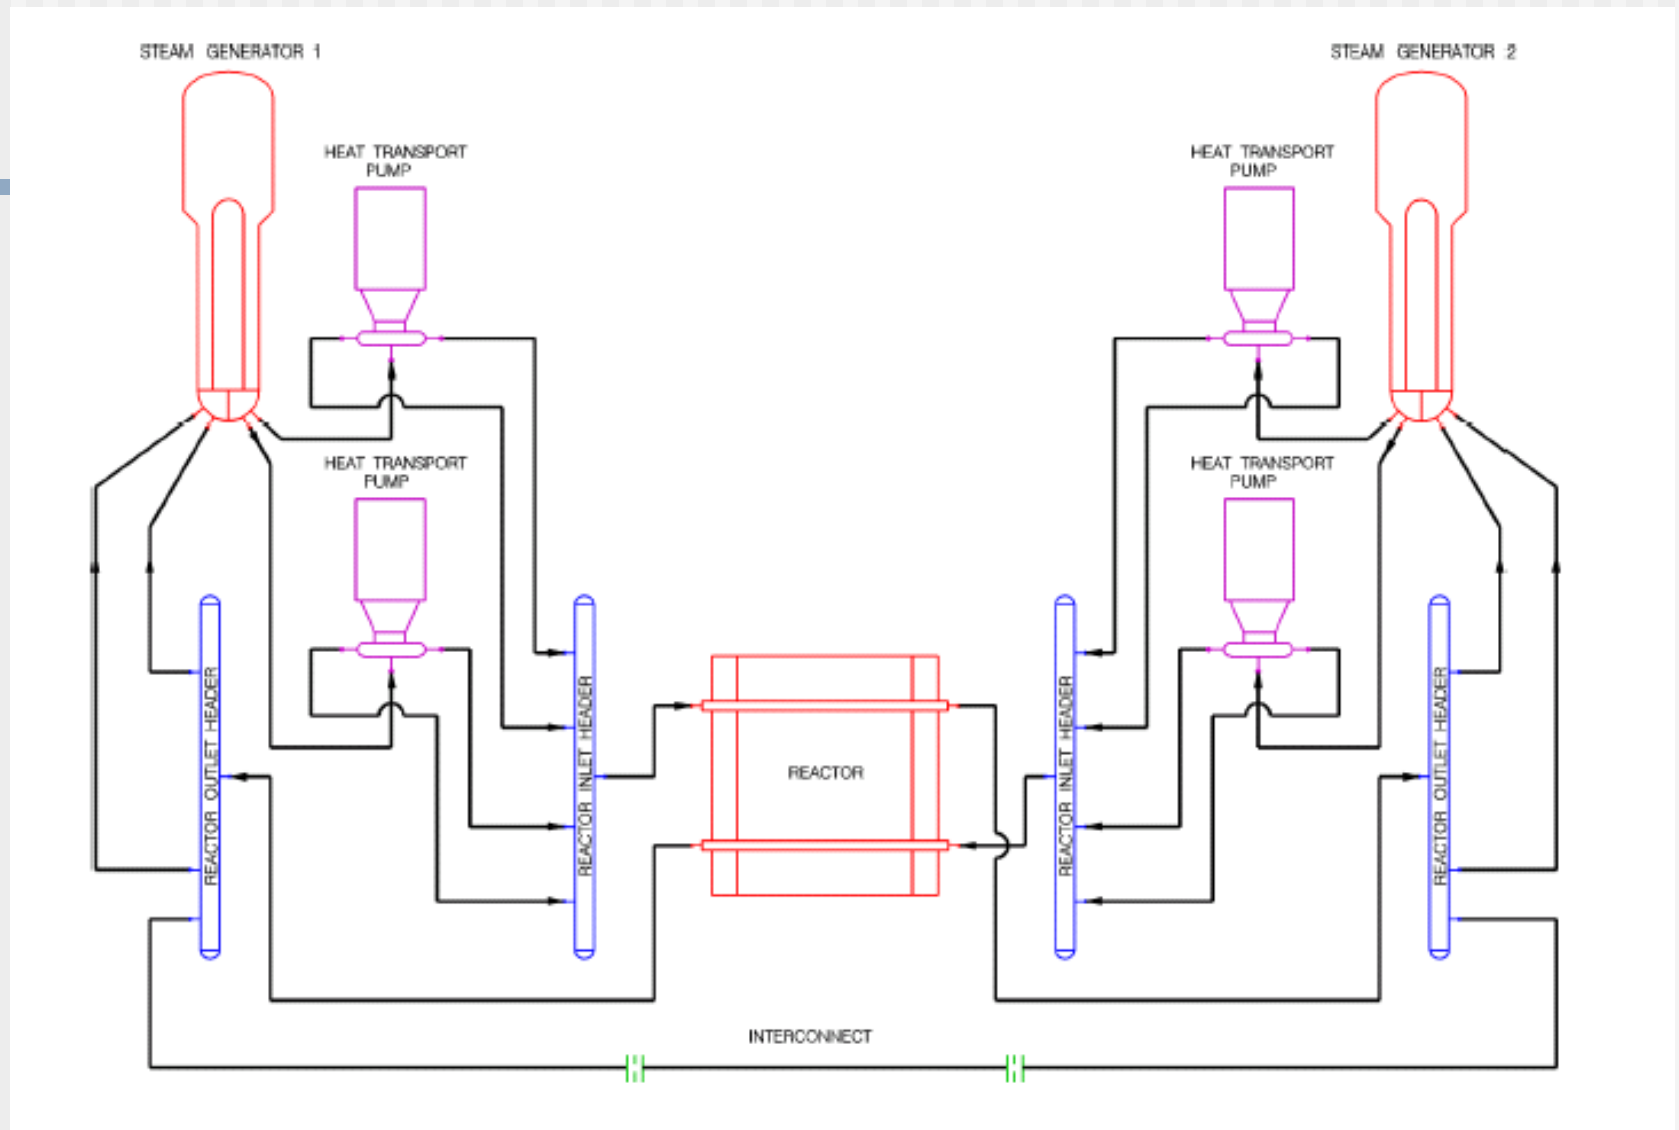 STEAM GENERATOR 1
STEAM GENERATOR 2
HEAT TRANSPORT
PUMP
HEAT TRANSPORT
PUMP
HEAT TRANSPORT
PUMP
HEAT TRANSPORT
PUMP
REACTOR OUTLET HEADER
REACTOR INLET HEADER
REACTOR
REACTOR INLET HEADER
REACTOR OUTLET HEADER
INTERCONNECT